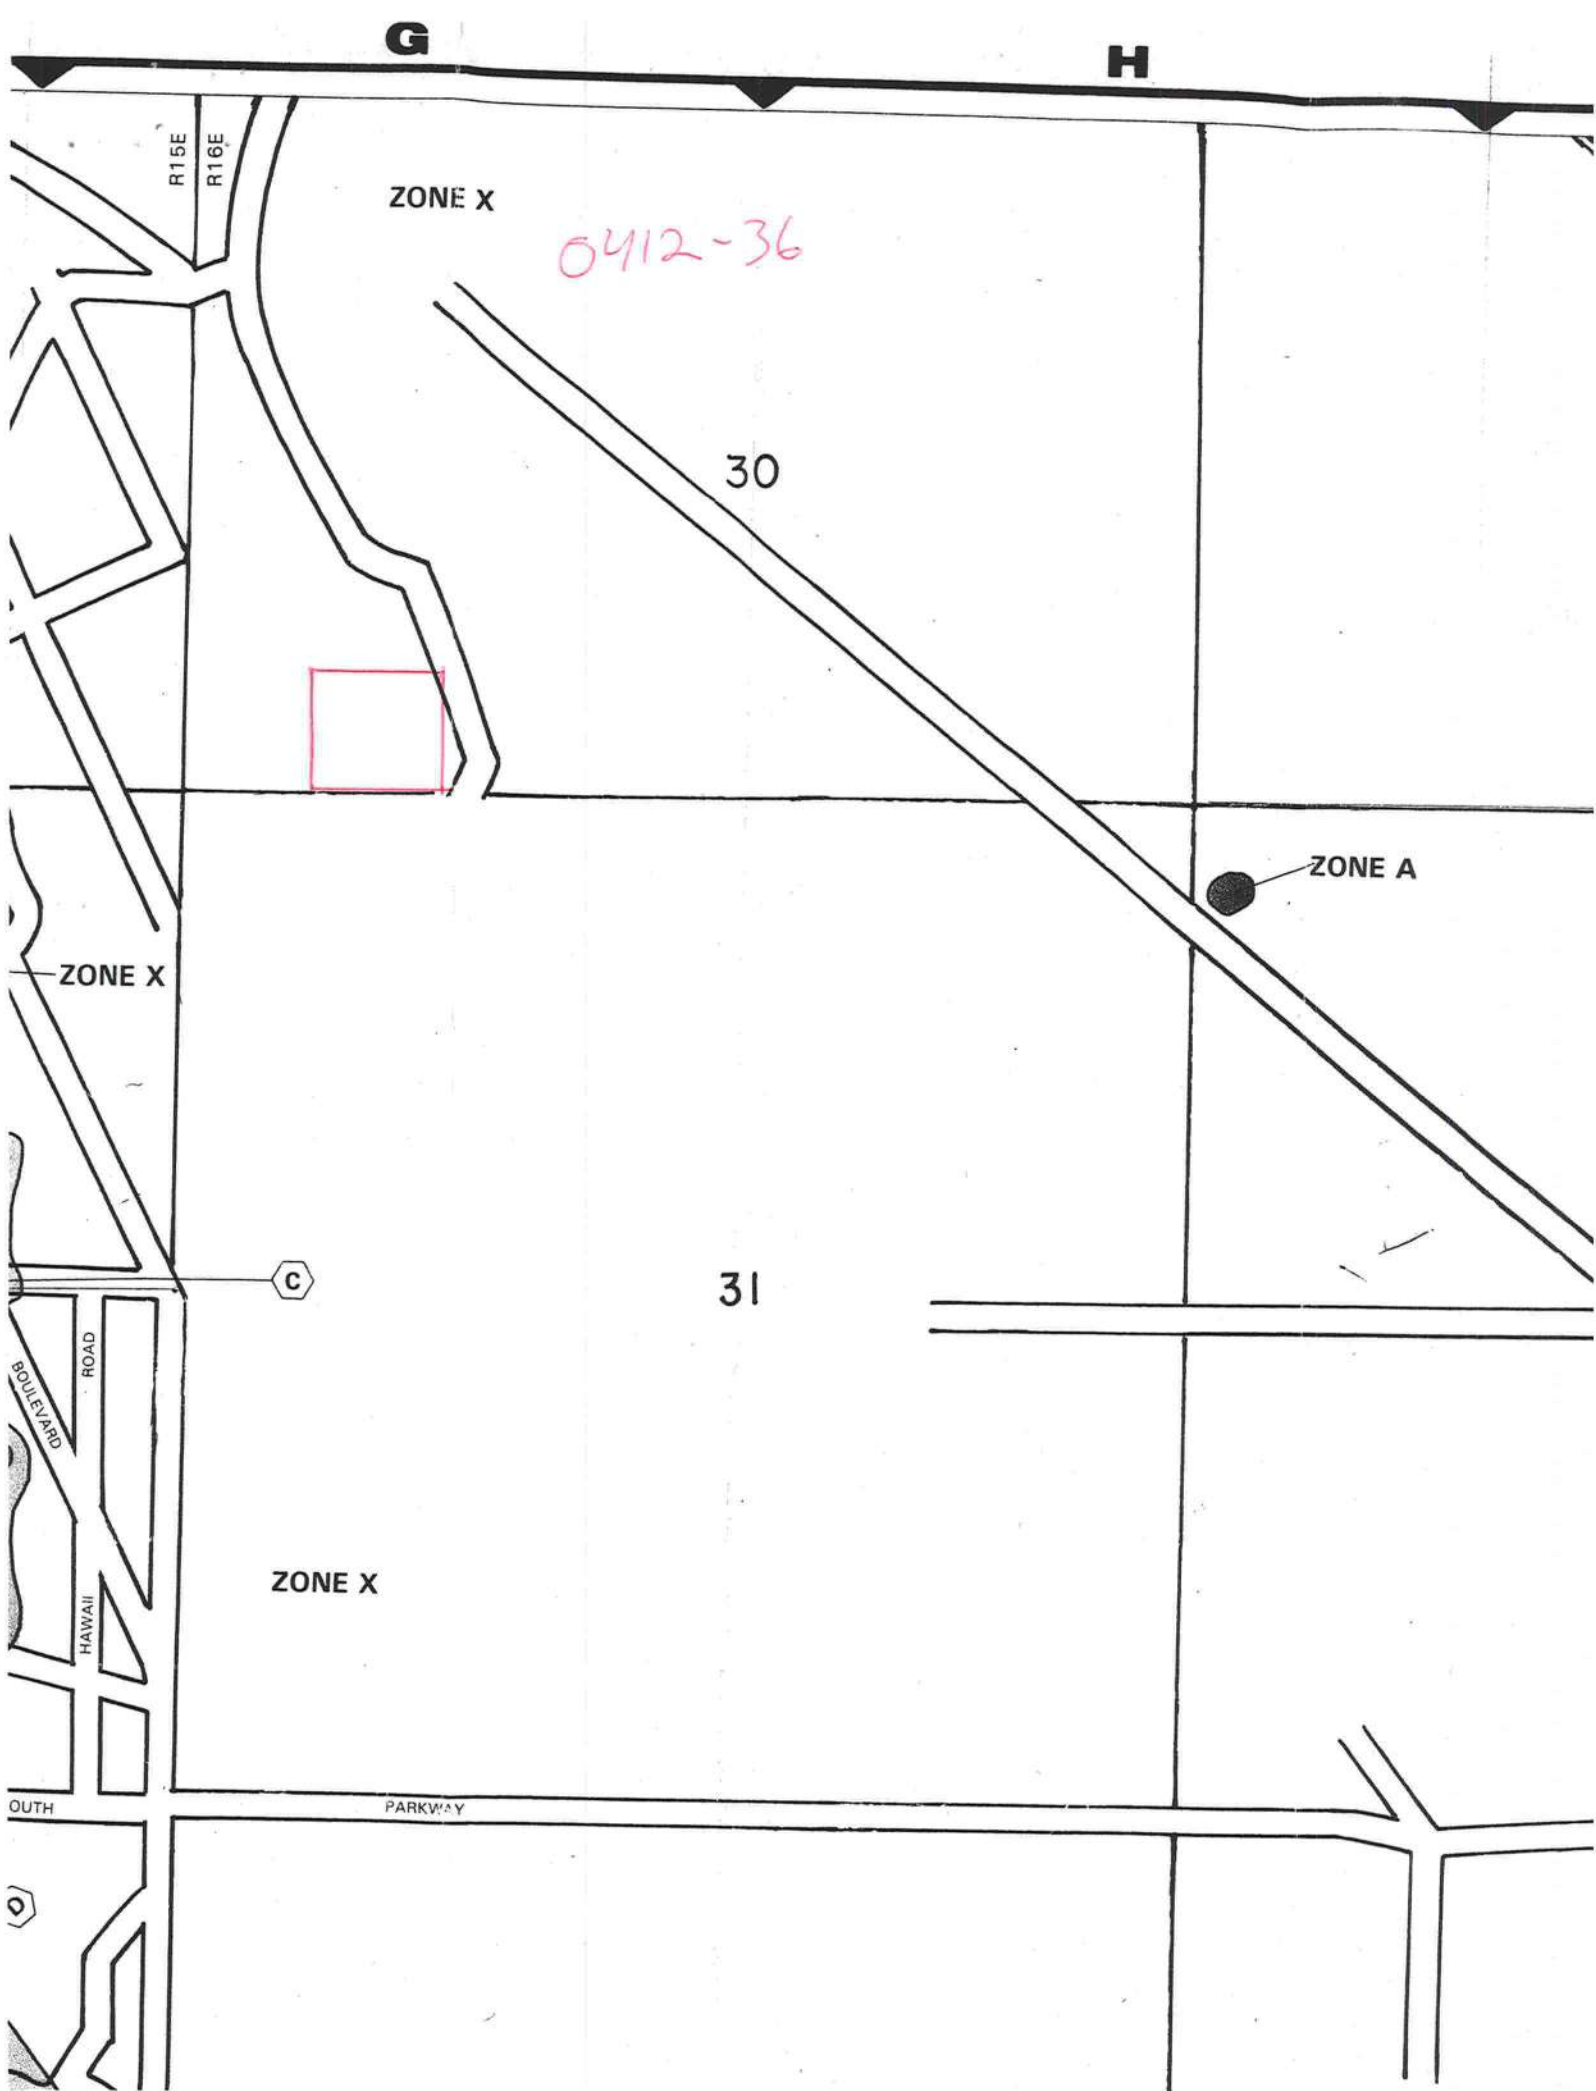 G
H
R15E
R16E
ZONE X
0412-36
30
ZONE A
ZONE X
C
31
ROAD
BOULEVARD
ZONE X
HAWAII
OUTH
PARKWAY
D